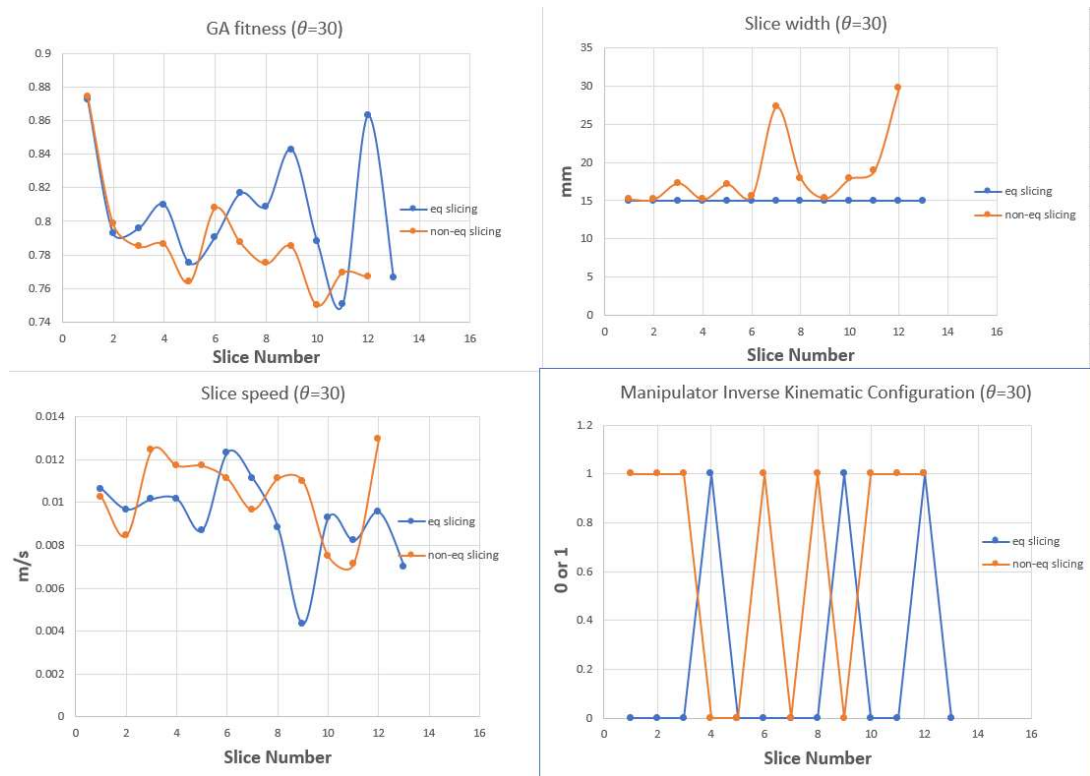 GA fitness (𝜃=30)
0.9
0.88
0.86
0.84
0.82
0.8
0.78
0.76
0.74
0 2 4 6 8 10 12 14 16
Slice Number
eq slicing
non-eq slicing
Slice width (𝜃=30)
35
30
25
20
15
10
5
0
mm
0 2 4 6 8 10 12 14 16
Slice Number
eq slicing
non-eq slicing
Slice speed (𝜃=30)
0.014
0.012
0.01
0.008
0.006
0.004
0.002
0
m/s
0 2 4 6 8 10 12 14 16
Slice Number
eq slicing
non-eq slicing
Manipulator Inverse Kinematic Configuration (𝜃=30)
1.2
1
0.8
0.6
0.4
0.2
0
0 or 1
0 2 4 6 8 10 12 14 16
Slice Number
eq slicing
non-eq slicing